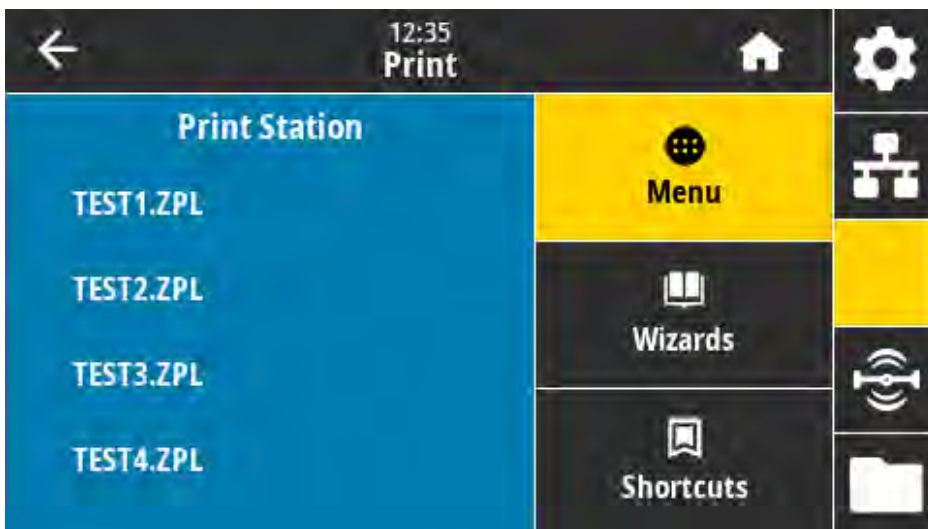 12:35
Print
Print Station
TEST1.ZPL
TEST2.ZPL
TEST3.ZPL
TEST4.ZPL
Menu
Wizards
Shortcuts